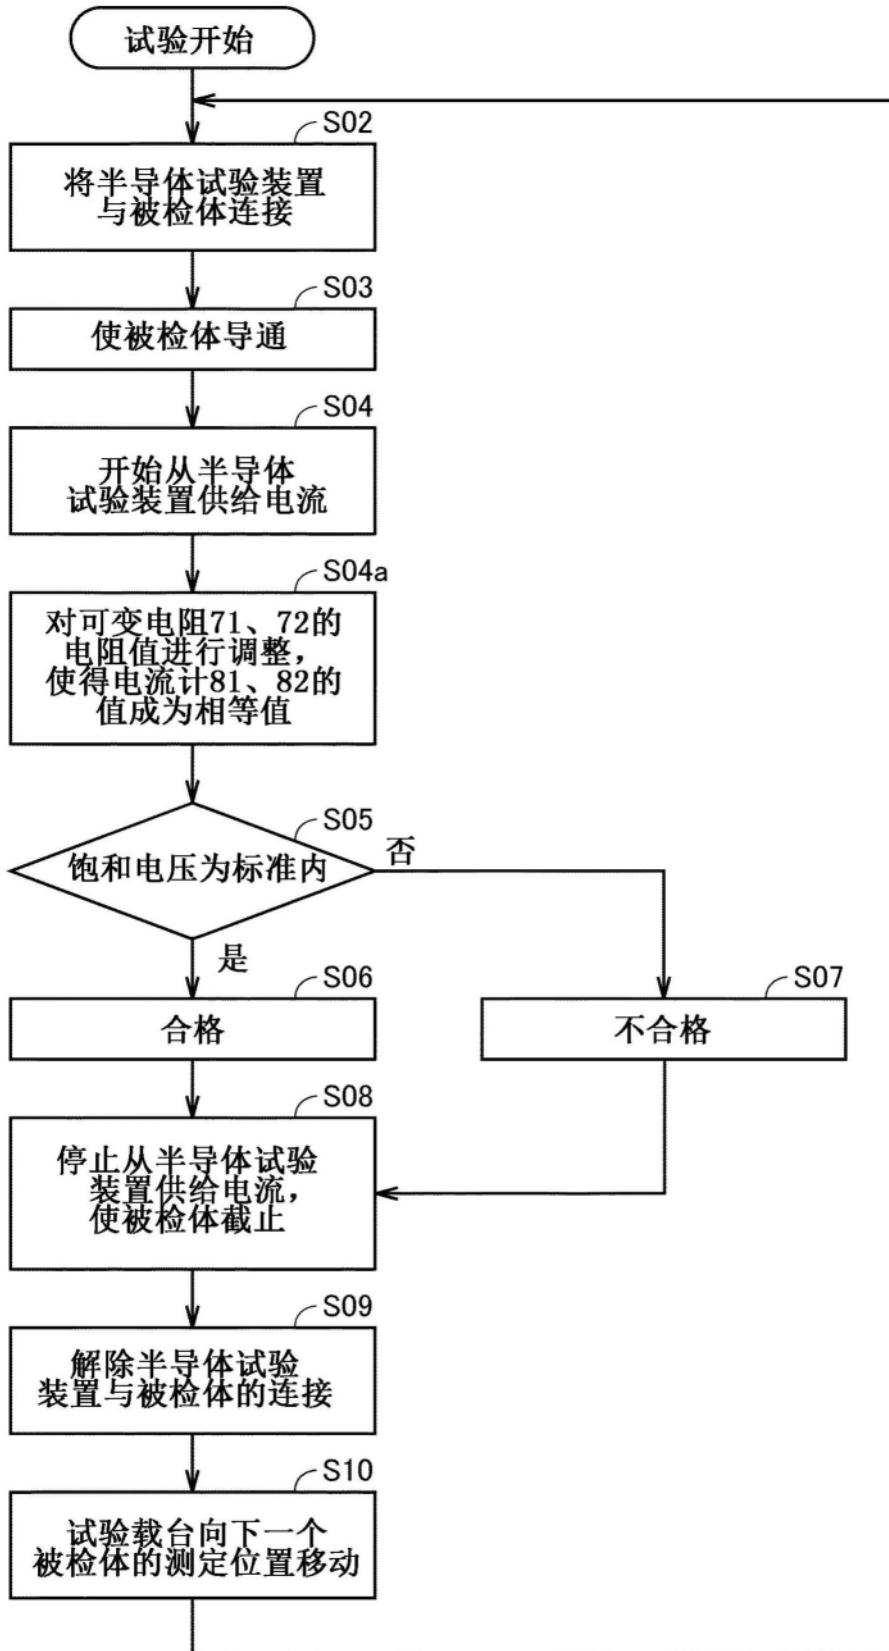 试验开始
S02
将半导体试验装置
与被检体连接
S03
使被检体导通
S04
开始从半导体
试验装置供给电流
S04a
对可变电阻71、72的
电阻值进行调整，
使得电流计81、82的
值成为相等值
S05
饱和电压为标准内
否
是
S06
合格
S07
不合格
S08
停止从半导体试验
装置供给电流，
使被检体截止
S09
解除半导体试验
装置与被检体的连接
S10
试验载台向下一个
被检体的测定位置移动